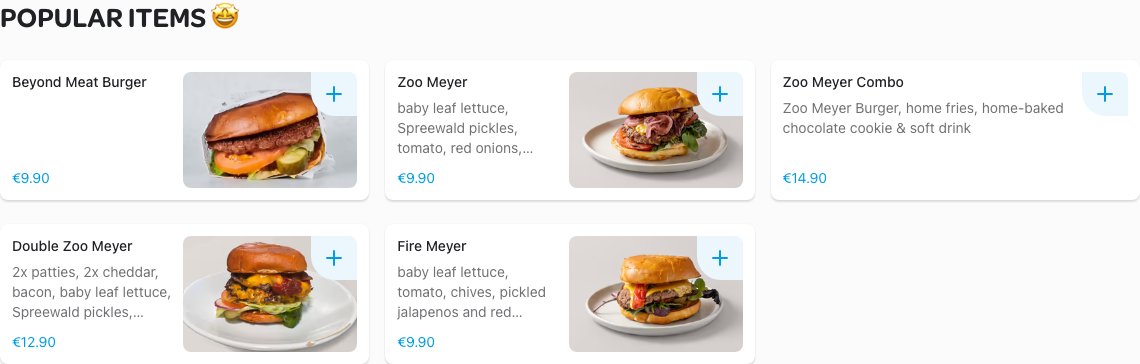 POPULAR ITEMS 🤩
Beyond Meat Burger
€9.90
Zoo Meyer
baby leaf lettuce,
Spreewald pickles,
tomato, red onions,...
€9.90
Zoo Meyer Combo
Zoo Meyer Burger, home fries, home-baked
chocolate cookie & soft drink
€14.90
Double Zoo Meyer
2x patties, 2x cheddar,
bacon, baby leaf lettuce,
Spreewald pickles,...
€12.90
Fire Meyer
baby leaf lettuce,
tomato, chives, pickled
jalapenos and red...
€9.90